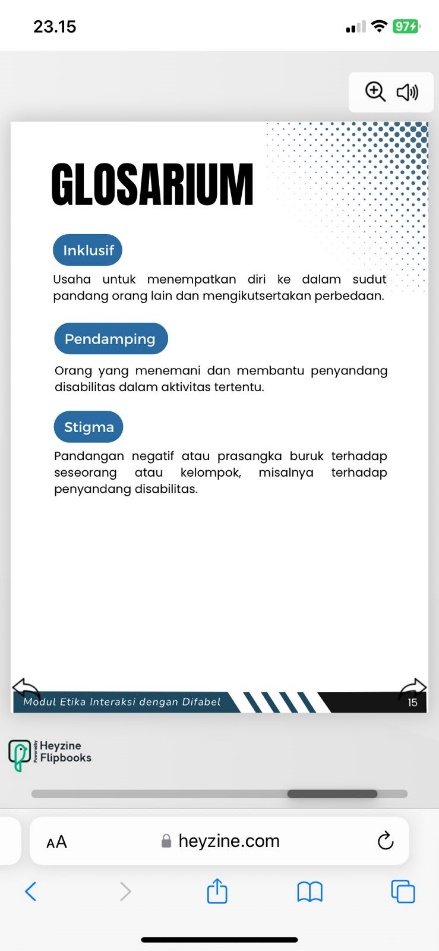 23.15
97
GLOSARIUM
Inklusif
Usaha untuk menempatkan diri ke dalam sudut
pandang orang lain dan mengikutsertakan perbedaan.
Pendamping
Orang yang menemani dan membantu penyandang
disabilitas dalam aktivitas tertentu.
Stigma
Pandangan negatif atau prasangka buruk terhadap
seseorang atau kelompok, misalnya terhadap
penyandang disabilitas.
Modul Etika Interaksi dengan Difabel
15
Heyzine
Flipbooks
AA
heyzine.com